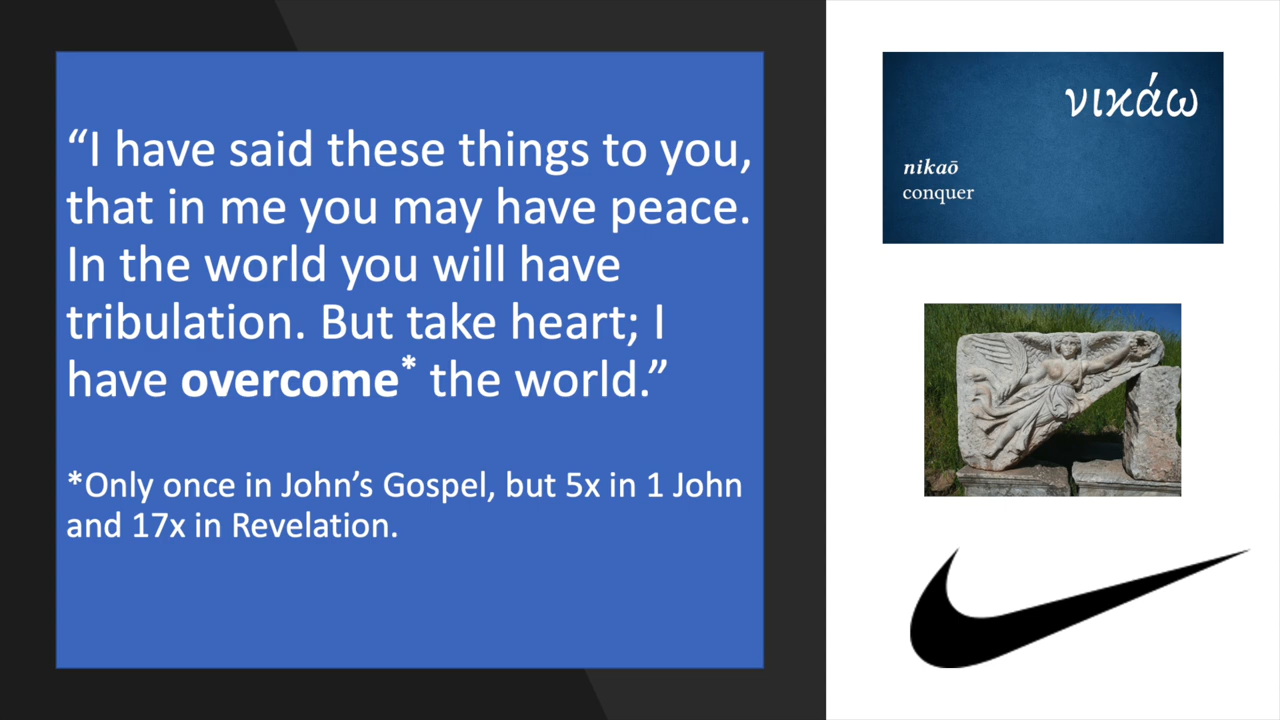 “I have said these things to you,
that in me you may have peace.
In the world you will have
tribulation. But take heart; I
have overcome* the world.”
*Only once in John’s Gospel, but 5x in 1 John
and 17x in Revelation.
νικάω
nikaō
conquer